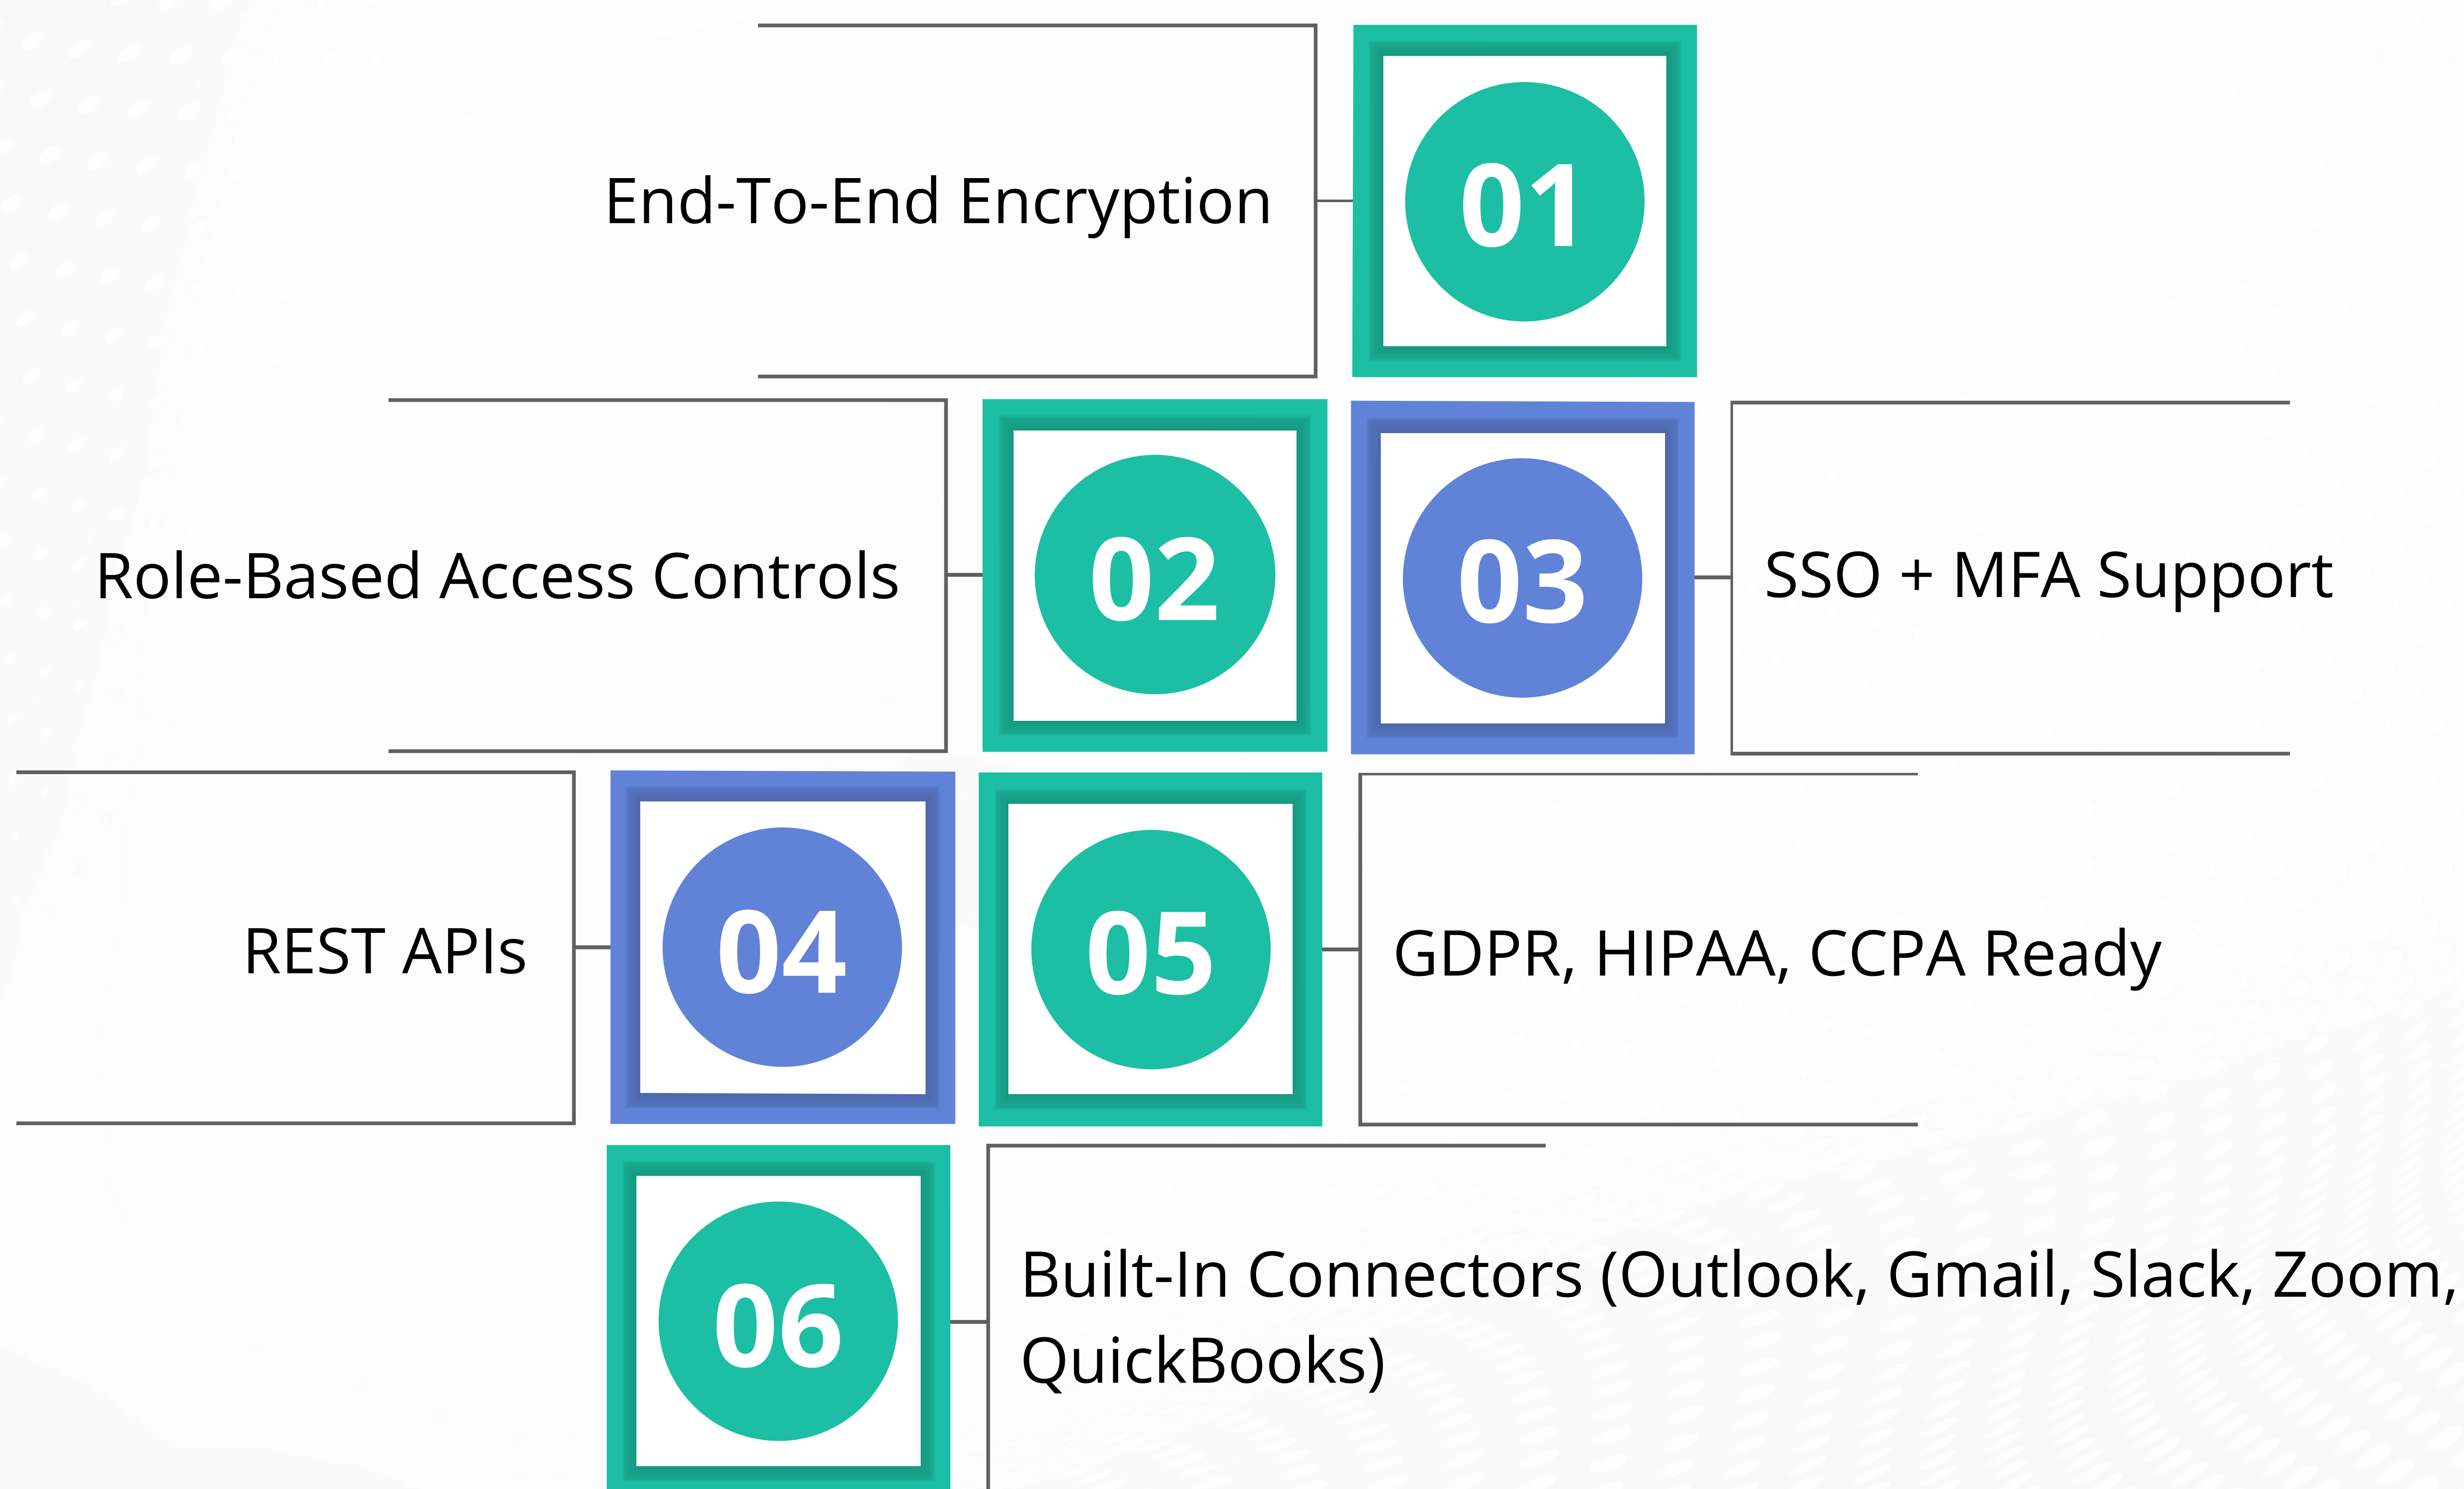 End-To-End Encryption
01
Role-Based Access Controls
02
03
SSO + MFA Support
REST APIs
04
05
GDPR, HIPAA, CCPA Ready
06
Built-In Connectors (Outlook, Gmail, Slack, Zoom,
QuickBooks)